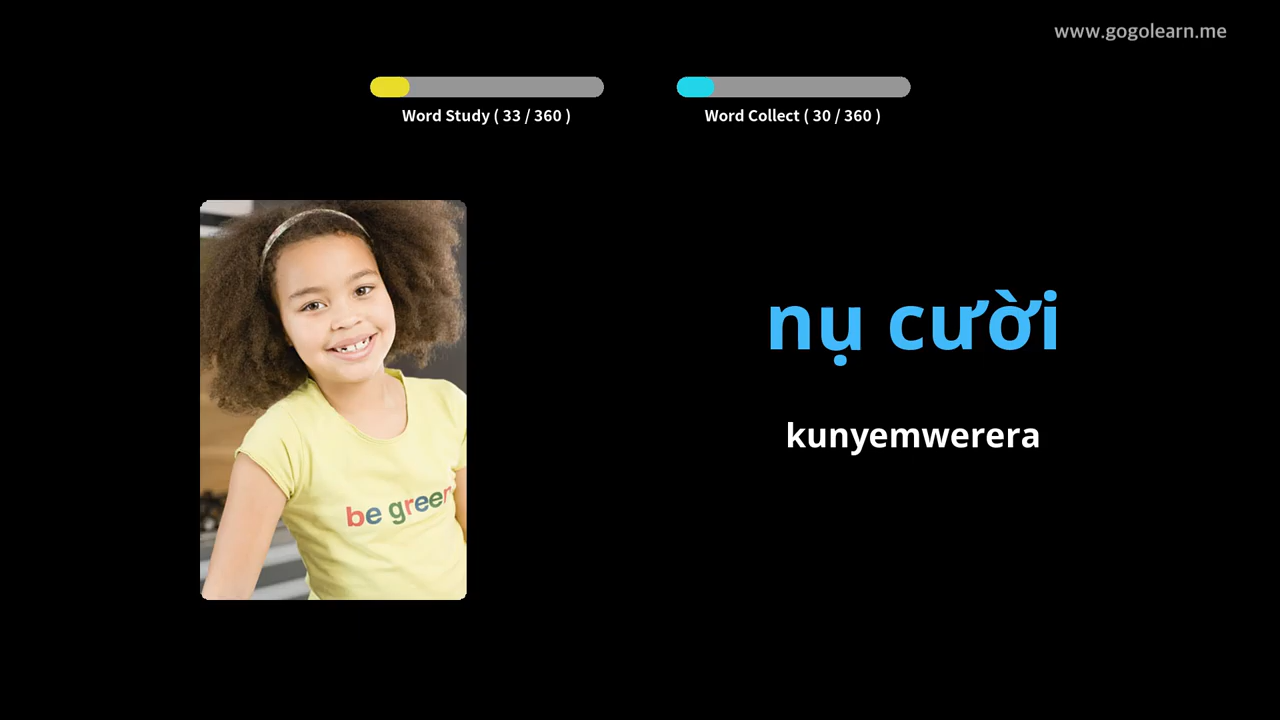 www.gogolearn.me
Word Study ( 33 / 360 )
Word Collect ( 30 / 360 )
nụ cười
kunyemwerera
be green